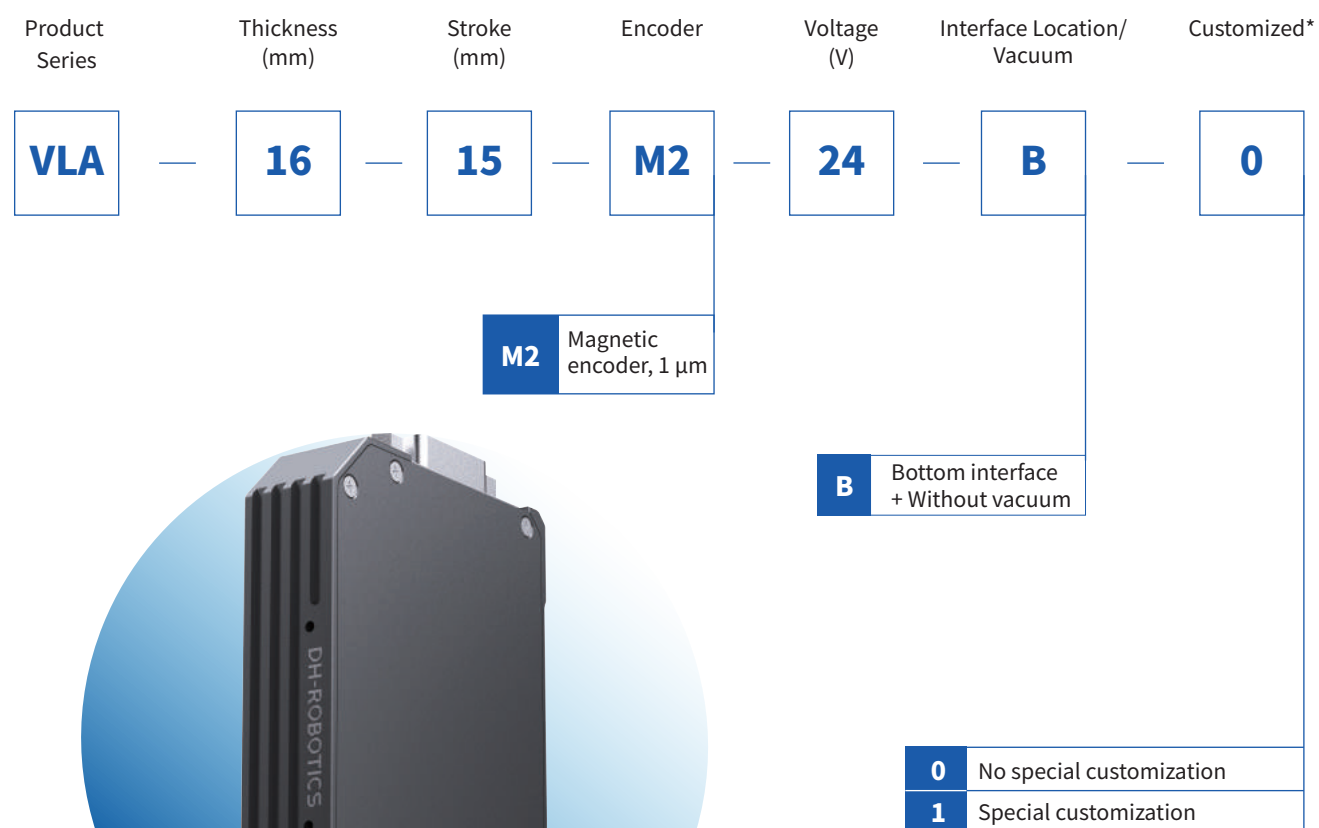 Product
Series
Thickness
(mm)
Stroke
(mm)
Encoder
Voltage
(V)
Interface Location/
Vacuum
Customized*
VLA — 16 — 15 — M2 — 24 — B — 0
M2
Magnetic
encoder, 1 μm
B
Bottom interface
+ Without vacuum
DH-ROBOTICS
0 No special customization
1 Special customization